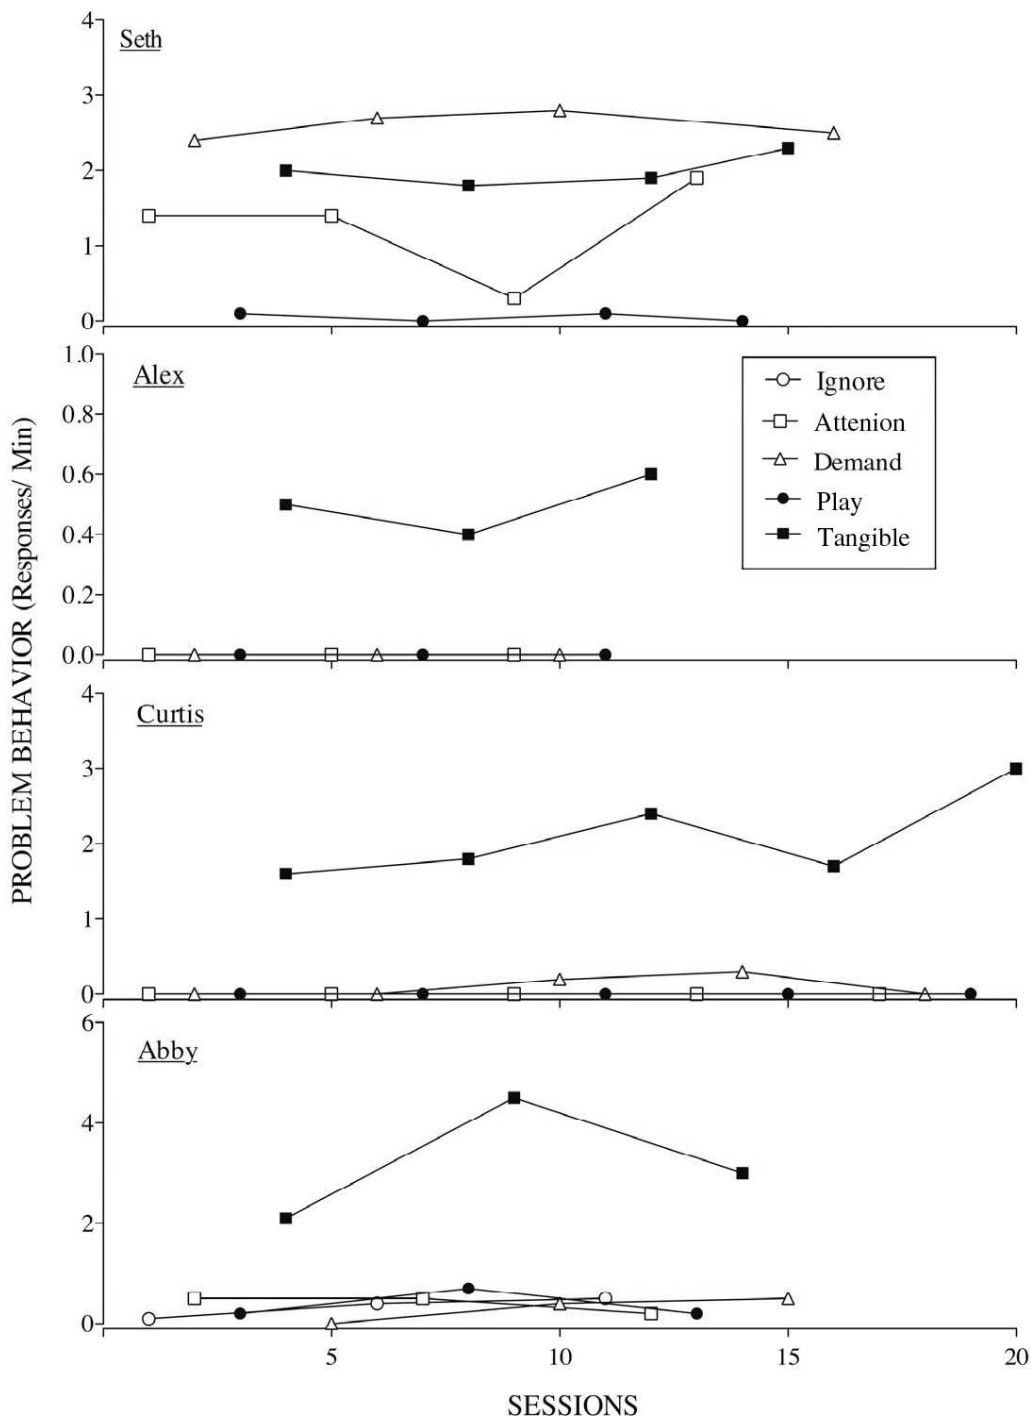 Seth
4
3
2
1
0
Alex
1.0
0.8
0.6
0.4
0.2
0.0
Ignore
Attenion
Demand
Play
Tangible
Curtis
4
3
2
1
0
Abby
6
4
2
0
5
10
15
20
SESSIONS
PROBLEM BEHAVIOR (Responses/ Min)